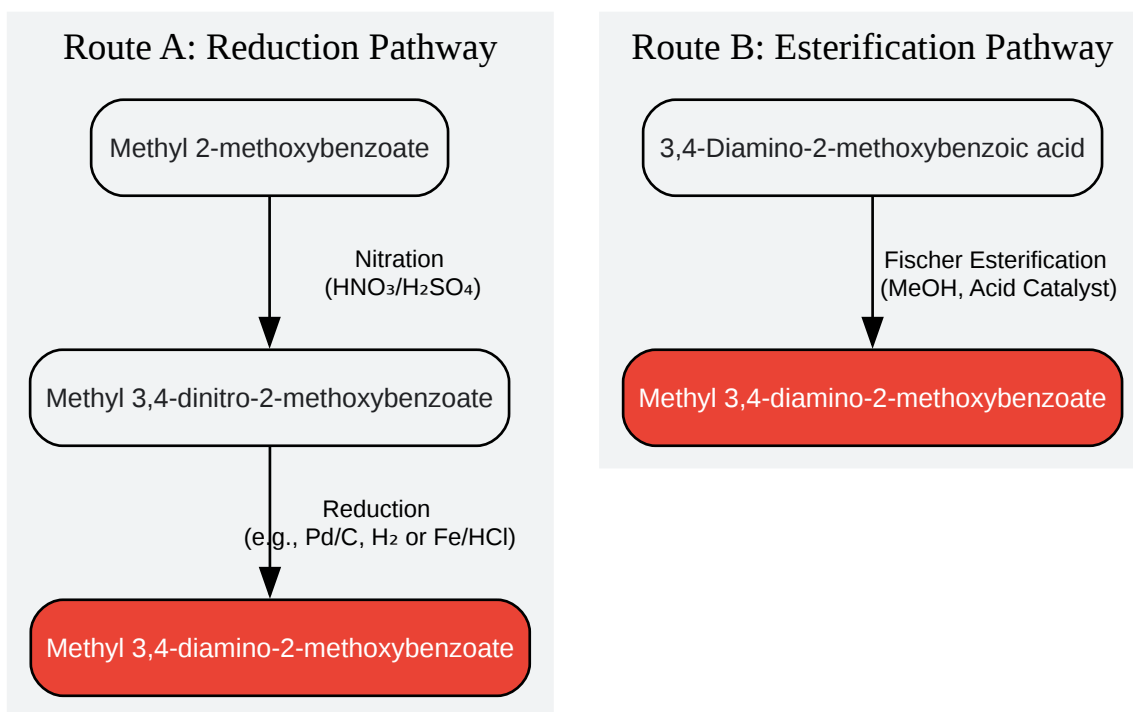 Route A: Reduction Pathway
Methyl 2-methoxybenzoate
Nitration
(HNO₃/H₂SO₄)
Methyl 3,4-dinitro-2-methoxybenzoate
Reduction
(e.g., Pd/C, H₂ or Fe/HCl)
Methyl 3,4-diamino-2-methoxybenzoate
Route B: Esterification Pathway
3,4-Diamino-2-methoxybenzoic acid
Fischer Esterification
(MeOH, Acid Catalyst)
Methyl 3,4-diamino-2-methoxybenzoate